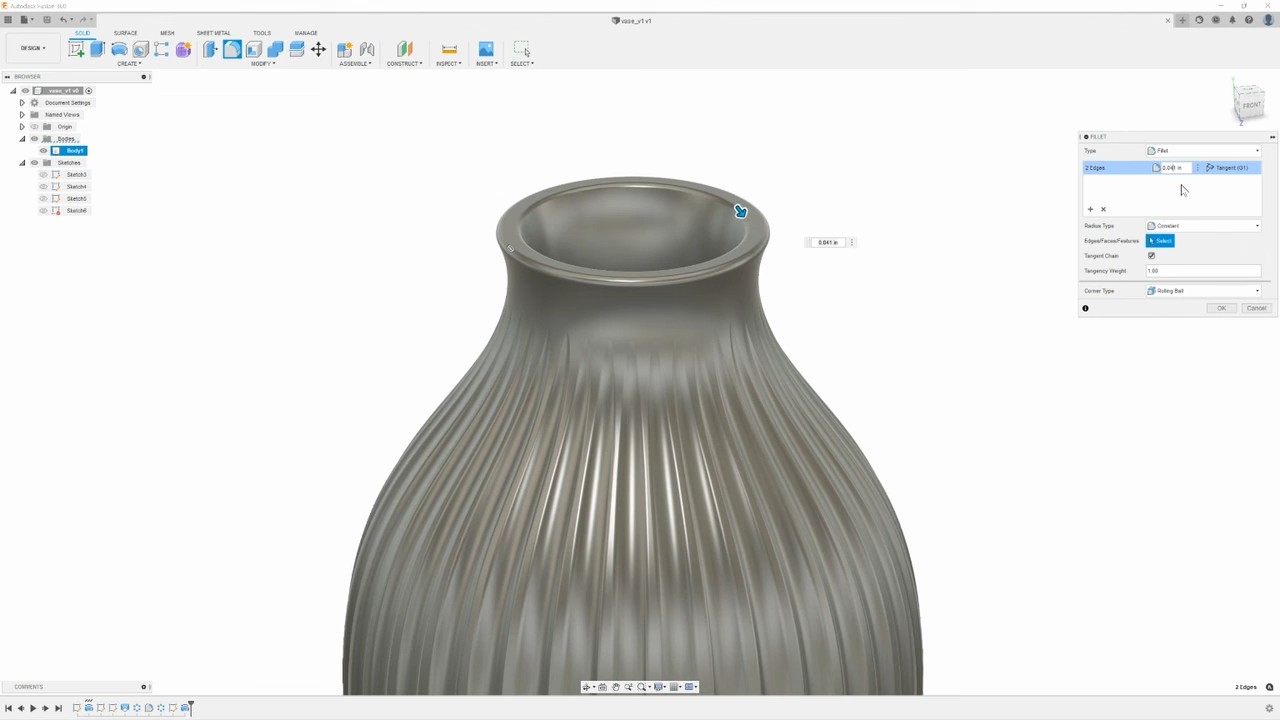 Autodesk Fusion 360
vase_v1 v1
DESIGN
SOLID SURFACE MESH SHEET METAL TOOLS MANAGE
CREATE MODIFY ASSEMBLE CONSTRUCT INSPECT INSERT SELECT
BROWSER
vase_v1 v0
Document Settings
Named Views
Origin
Bodies
Body1
Sketches
Sketch3
Sketch4
Sketch5
Sketch6
FRONT
Z
FILLET
Type Fillet
2 Edges in Tangent (G1)
Radius Type Constant
Edges/Faces/Features Select
Tangent Chain
Tangency Weight 1.00
Corner Type Rolling Ball
OK Cancel
0.041 in
COMMENTS
2 Edges